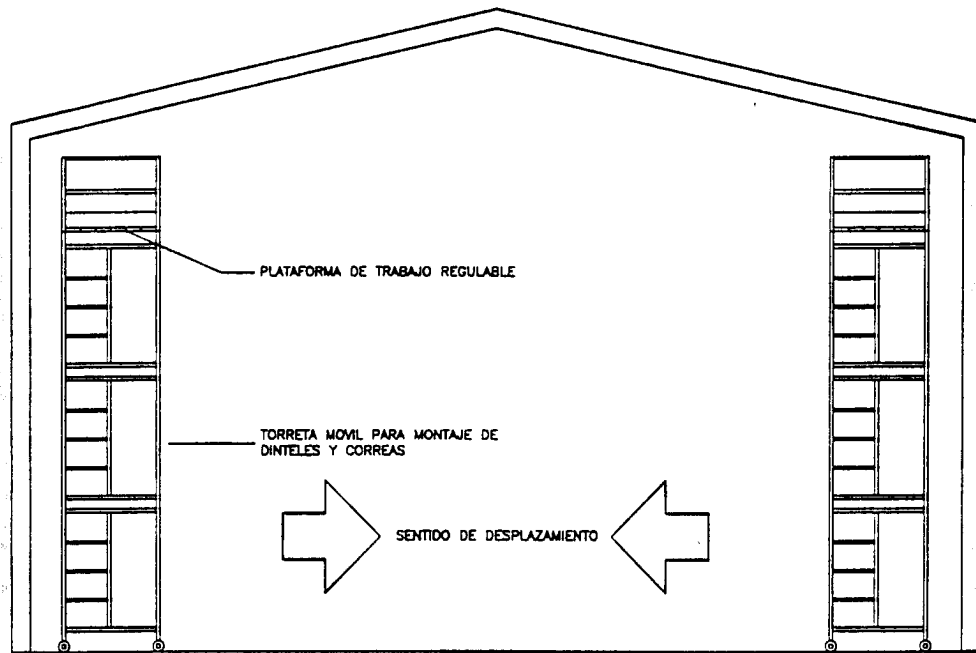 PLATAFORMA DE TRABAJO REGULABLE
TORRETA MOVIL PARA MONTAJE DE
DINTELES Y CORREAS
SENTIDO DE DESPLAZAMIENTO